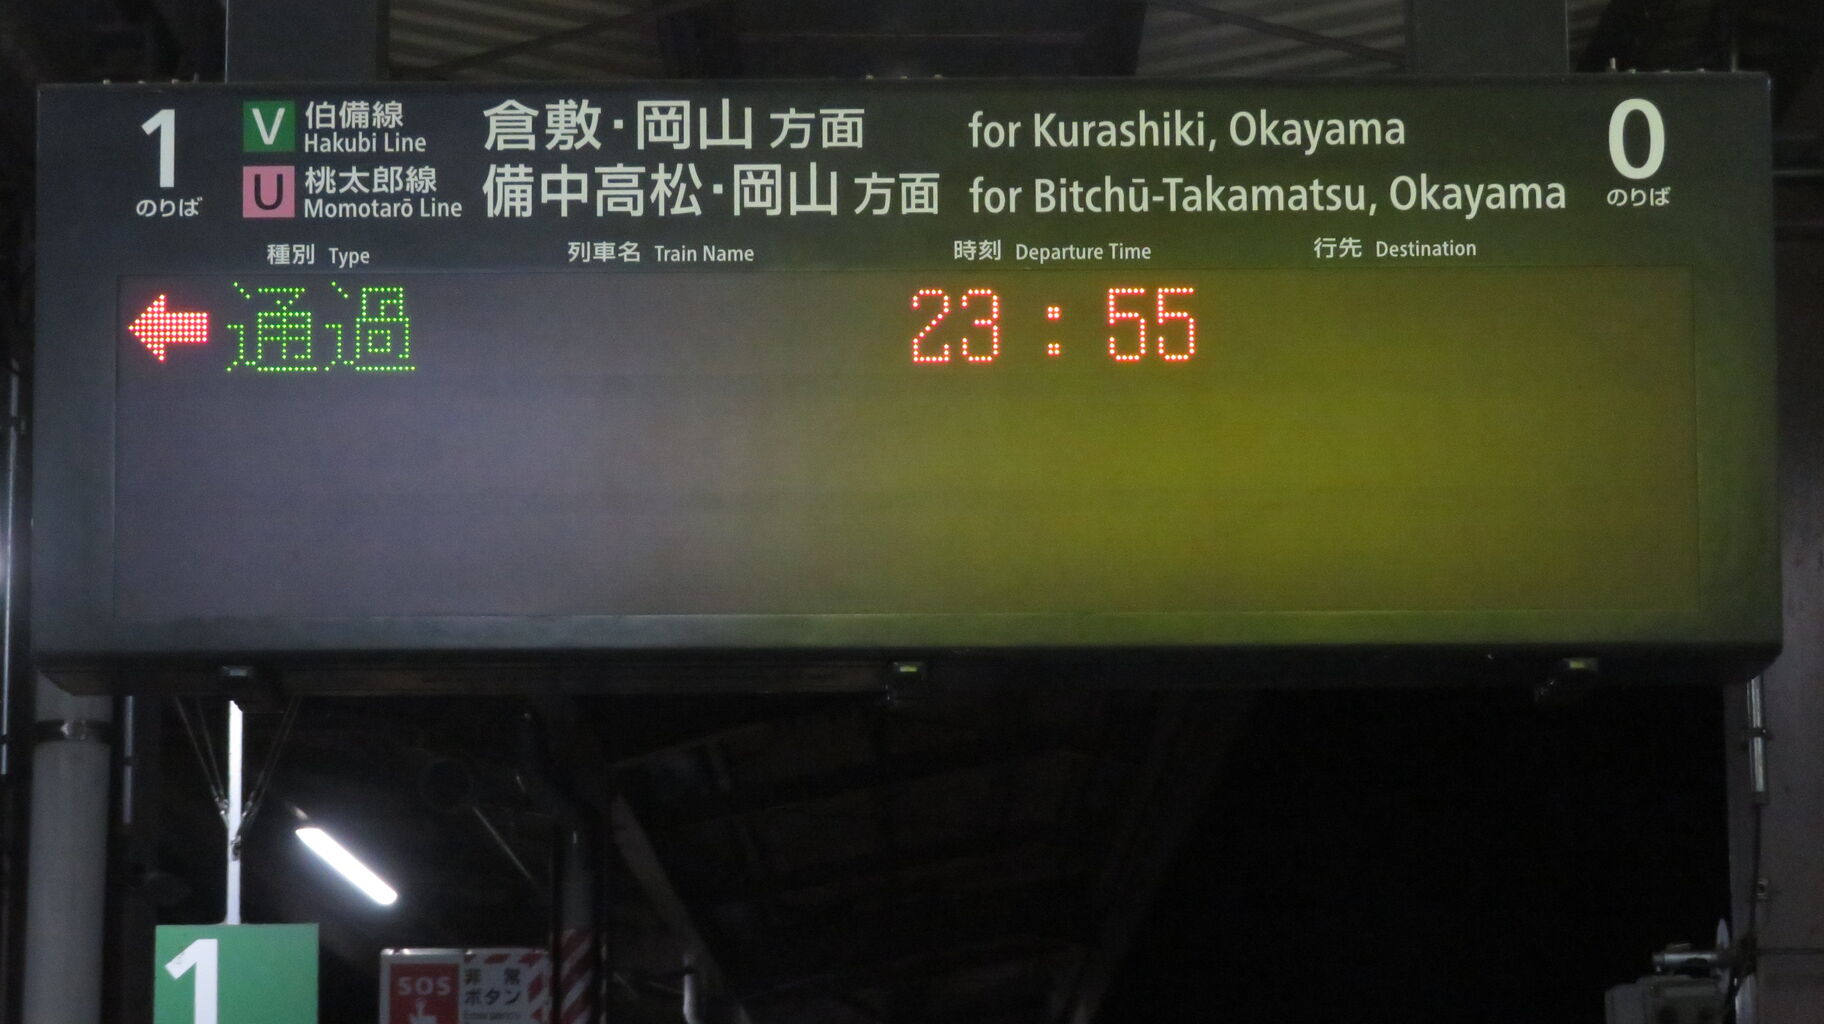 1 のりば
V 伯備線 倉敷・岡山 方面 for Kurashiki, Okayama
Hakubi Line
U 桃太郎線 備中高松・岡山 方面 for Bitchū-Takamatsu, Okayama
Momotarō Line
0 のりば
種別 Type 列車名 Train Name 時刻 Departure Time 行先 Destination
← 通過 23:55
1
SOS
非常
ボタン
Emergency